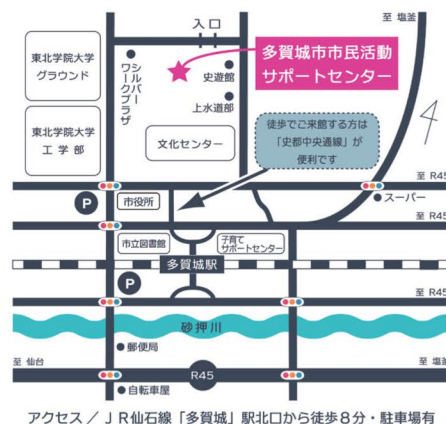 至 塩釜
入口
東北学院大学
グラウンド
シルバー
ワークプラザ
史遊館
多賀城市市民活動
サポートセンター
上水道部
東北学院大学
工学部
文化センター
徒歩でご来館する方は
「史都中央通線」が
便利です
至 R45
P
市役所
スーパー
至 R45
市立図書館
子育て
サポートセンター
多賀城駅
P
至 R45
砂押川
郵便局
至 仙台
R45
至 塩釜
自転車屋
アクセス／ＪＲ仙石線「多賀城」駅北口から徒歩８分・駐車場有